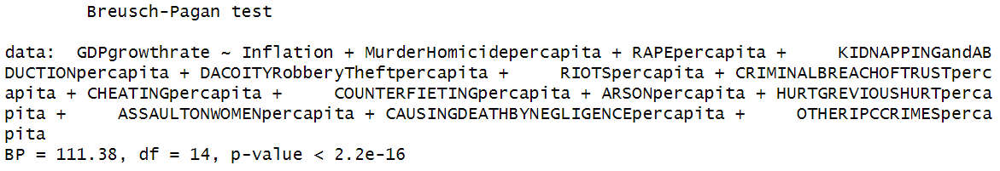 Breusch-Pagan test
data:  GDPgrowthrate ~ Inflation + MurderHomicidepercapita + RAPEpercapita +      KIDNAPPINGandAB
DUCTIONpercapita + DACOITYRobberyTheftpercapita +     RIOTSpercapita + CRIMINALBREACHOFTRUSTperc
apita + CHEATINGpercapita +     COUNTERFIETINGpercapita + ARSONpercapita + HURTGREVIOUSHURTperca
pita +     ASSAULTONWOMENpercapita + CAUSINGDEATHBYNEGLIGENCEpercapita +     OTHERIPCCRIMESperca
pita
BP = 111.38, df = 14, p-value < 2.2e-16